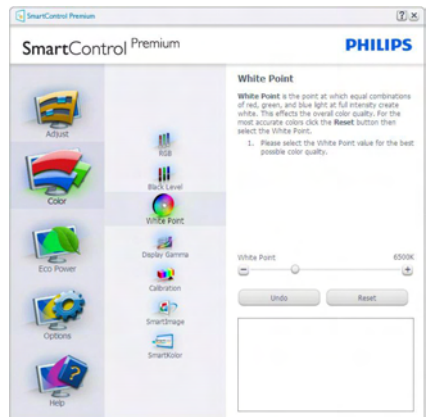 SmartControl Premium
SmartControl Premium
PHILIPS
Adjust
Color
Eco Power
Options
Help
RGB
Black Level
White Point
Display Gamma
Calibration
SmartImage
SmartKolor
White Point
White Point is the point at which equal combinations
of red, green, and blue light at full intensity create
white. This effects the overall color quality. For the
most accurate colors click the Reset button then
select the White Point.
1. Please select the White Point value for the best
possible color quality.
White Point 6500K
Undo Reset